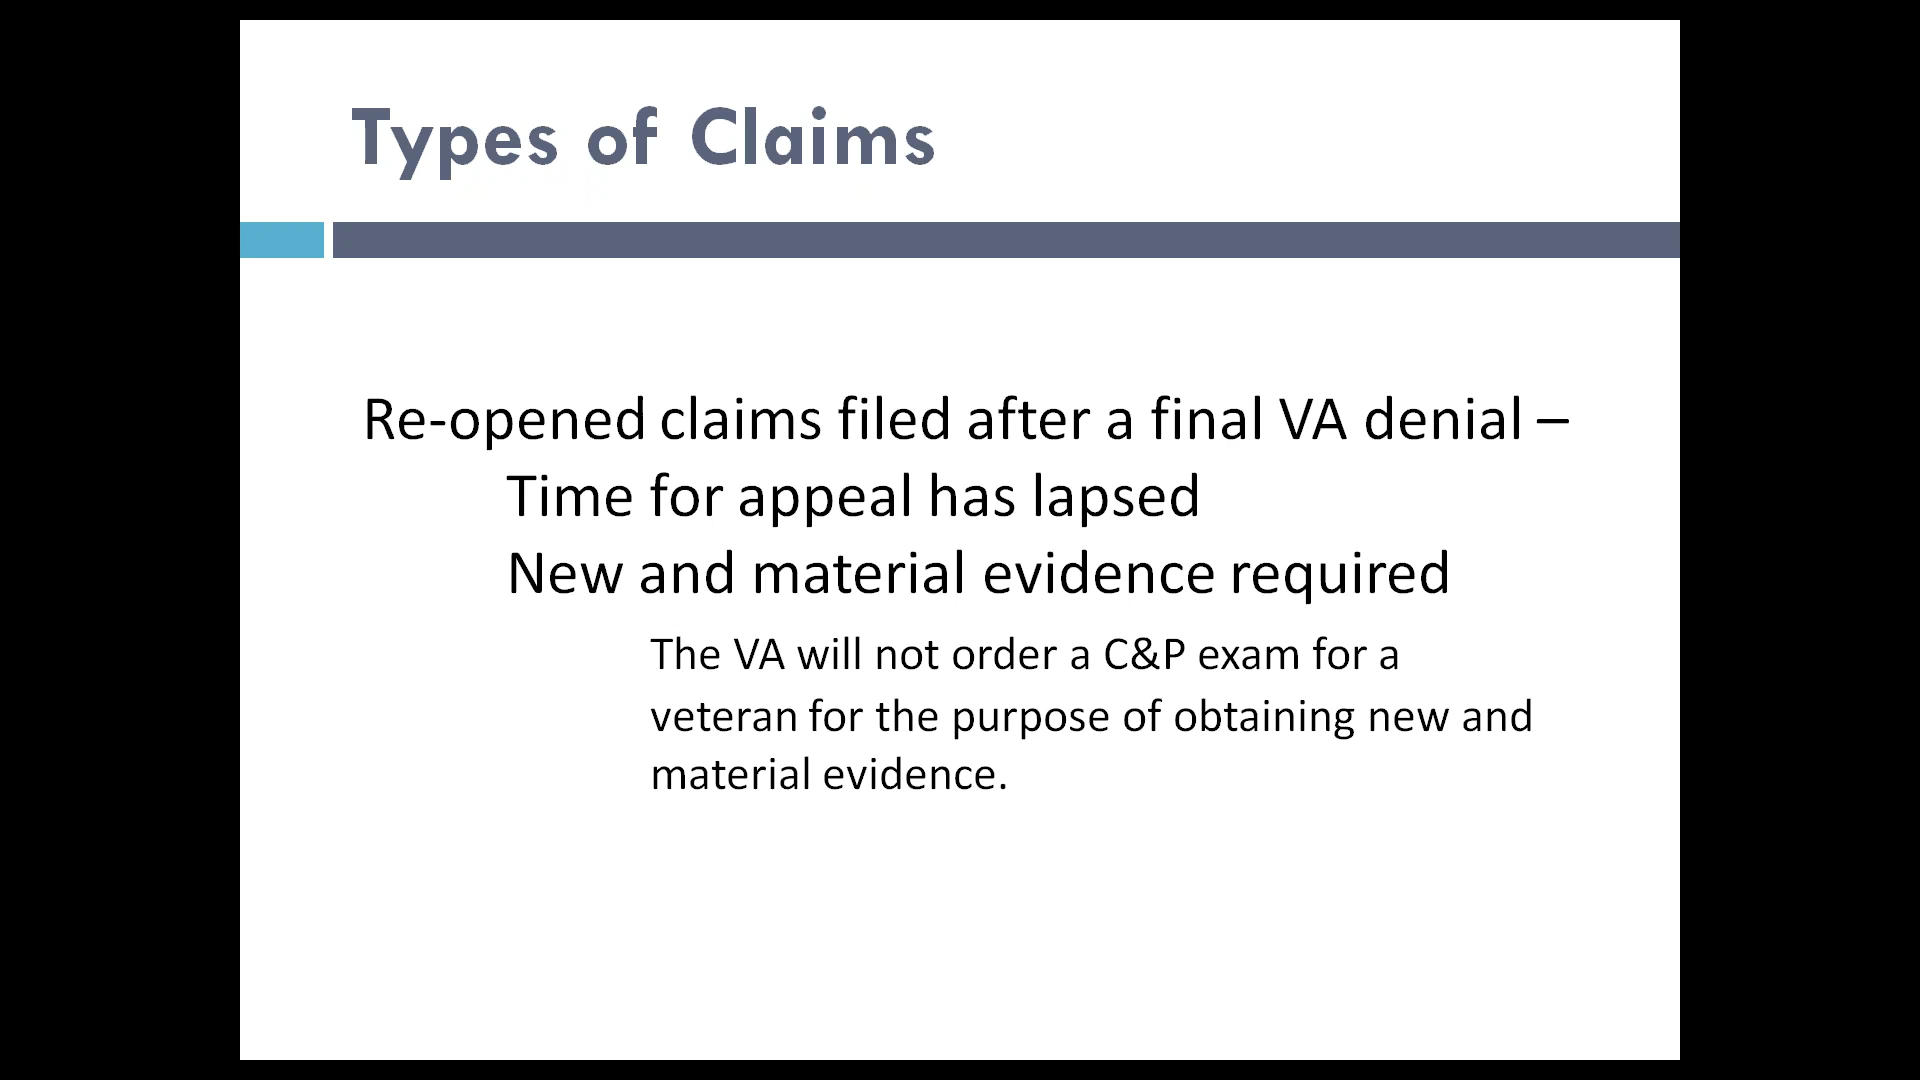 Types of Claims
Re-opened claims filed after a final VA denial –
Time for appeal has lapsed
New and material evidence required
The VA will not order a C&P exam for a
veteran for the purpose of obtaining new and
material evidence.